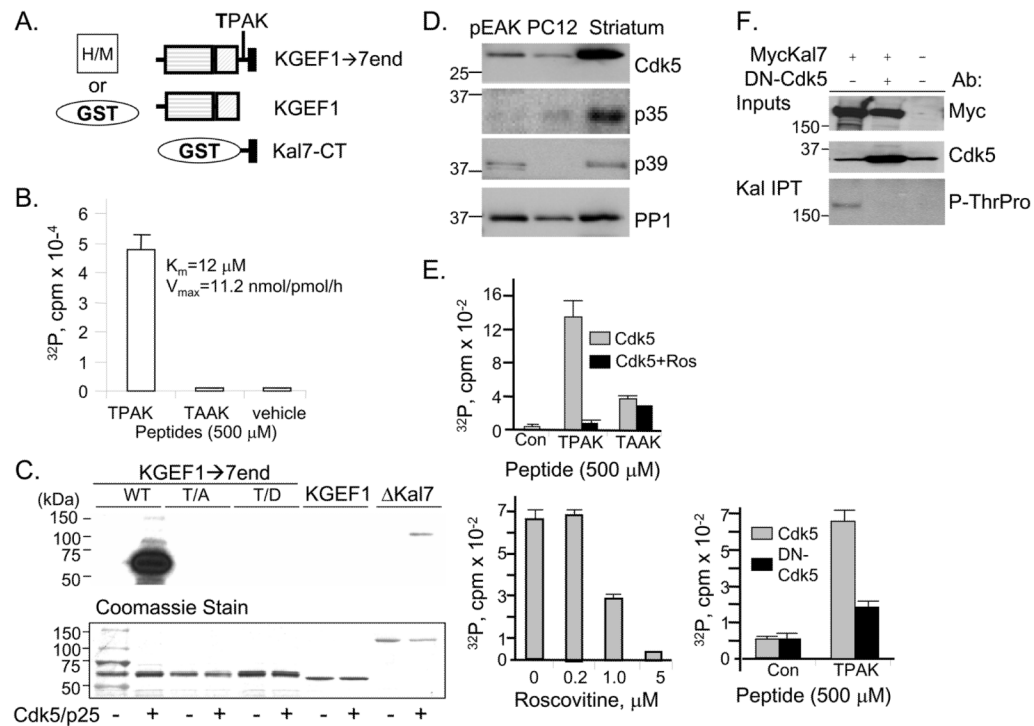 A.
TPAK
H/M
or
GST
KGEF1→7end
KGEF1
GST
Kal7-CT
B.
³²P, cpm x 10⁻⁴
6
5
4
3
2
1
0
Kₘ=12 μM
Vₘₐₓ=11.2 nmol/pmol/h
TPAK TAAK vehicle
Peptides (500 μM)
C.
KGEF1→7end
(kDa) WT T/A T/D KGEF1 ΔKal7
150
100
75
50
Coomassie Stain
150
100
75
50
Cdk5/p25 - + - + - + - + - +
D.
pEAK PC12 Striatum
25 Cdk5
37 p35
37 p39
37 PP1
E.
³²P, cpm x 10⁻²
16
12
8
4
0
Cdk5
Cdk5+Ros
Con TPAK TAAK
Peptide (500 μM)
³²P, cpm x 10⁻²
7
5
3
2
0
0 0.2 1.0 5
Roscovitine, μM
³²P, cpm x 10⁻²
7
5
3
2
0
Cdk5
DN-
Cdk5
Con TPAK
Peptide (500 μM)
F.
MycKal7 + + -
DN-Cdk5 - + - Ab:
Inputs
150 Myc
37 Cdk5
Kal IPT
150 P-ThrPro